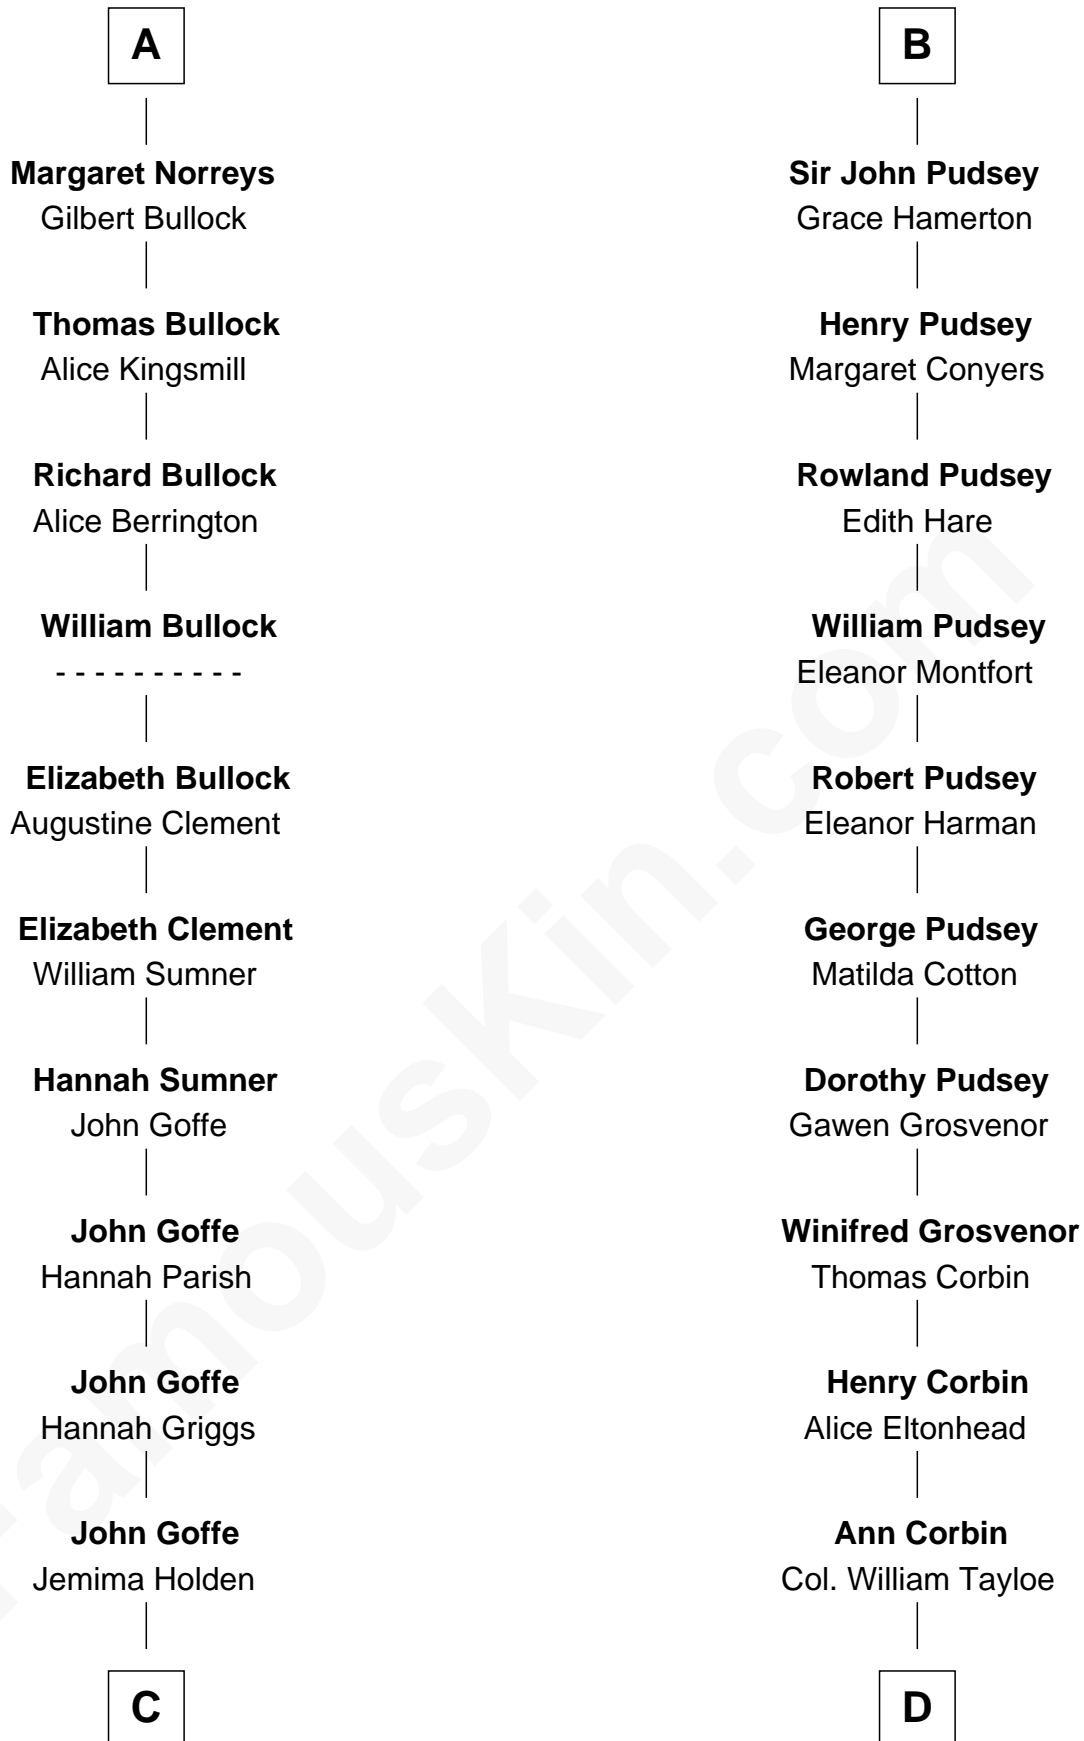 A
Margaret Norreys
Gilbert Bullock
Thomas Bullock
Alice Kingsmill
Richard Bullock
Alice Berrington
William Bullock
- - - - - - - - - -
Elizabeth Bullock
Augustine Clement
Elizabeth Clement
William Sumner
Hannah Sumner
John Goffe
John Goffe
Hannah Parish
John Goffe
Hannah Griggs
John Goffe
Jemima Holden
C
B
Sir John Pudsey
Grace Hamerton
Henry Pudsey
Margaret Conyers
Rowland Pudsey
Edith Hare
William Pudsey
Eleanor Montfort
Robert Pudsey
Eleanor Harman
George Pudsey
Matilda Cotton
Dorothy Pudsey
Gawen Grosvenor
Winifred Grosvenor
Thomas Corbin
Henry Corbin
Alice Eltonhead
Ann Corbin
Col. William Tayloe
D
FamousKin.com